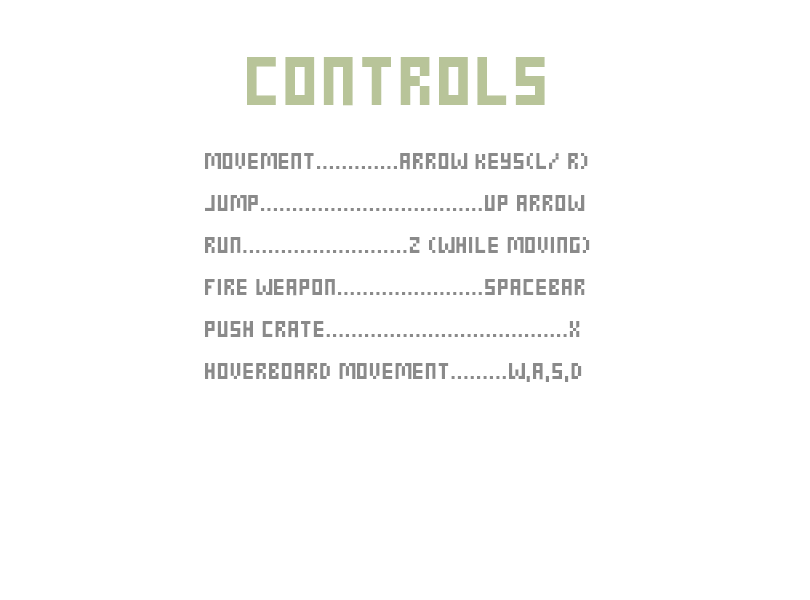 CONTROLS
MOVEMENT.............ARROW KEYS(L/ R)
JUMP...................................UP ARROW
RUN..........................Z (WHILE MOVING)
FIRE WEAPON.......................SPACEBAR
PUSH CRATE......................................X
HOVERBOARD MOVEMENT.........W,A,S,D